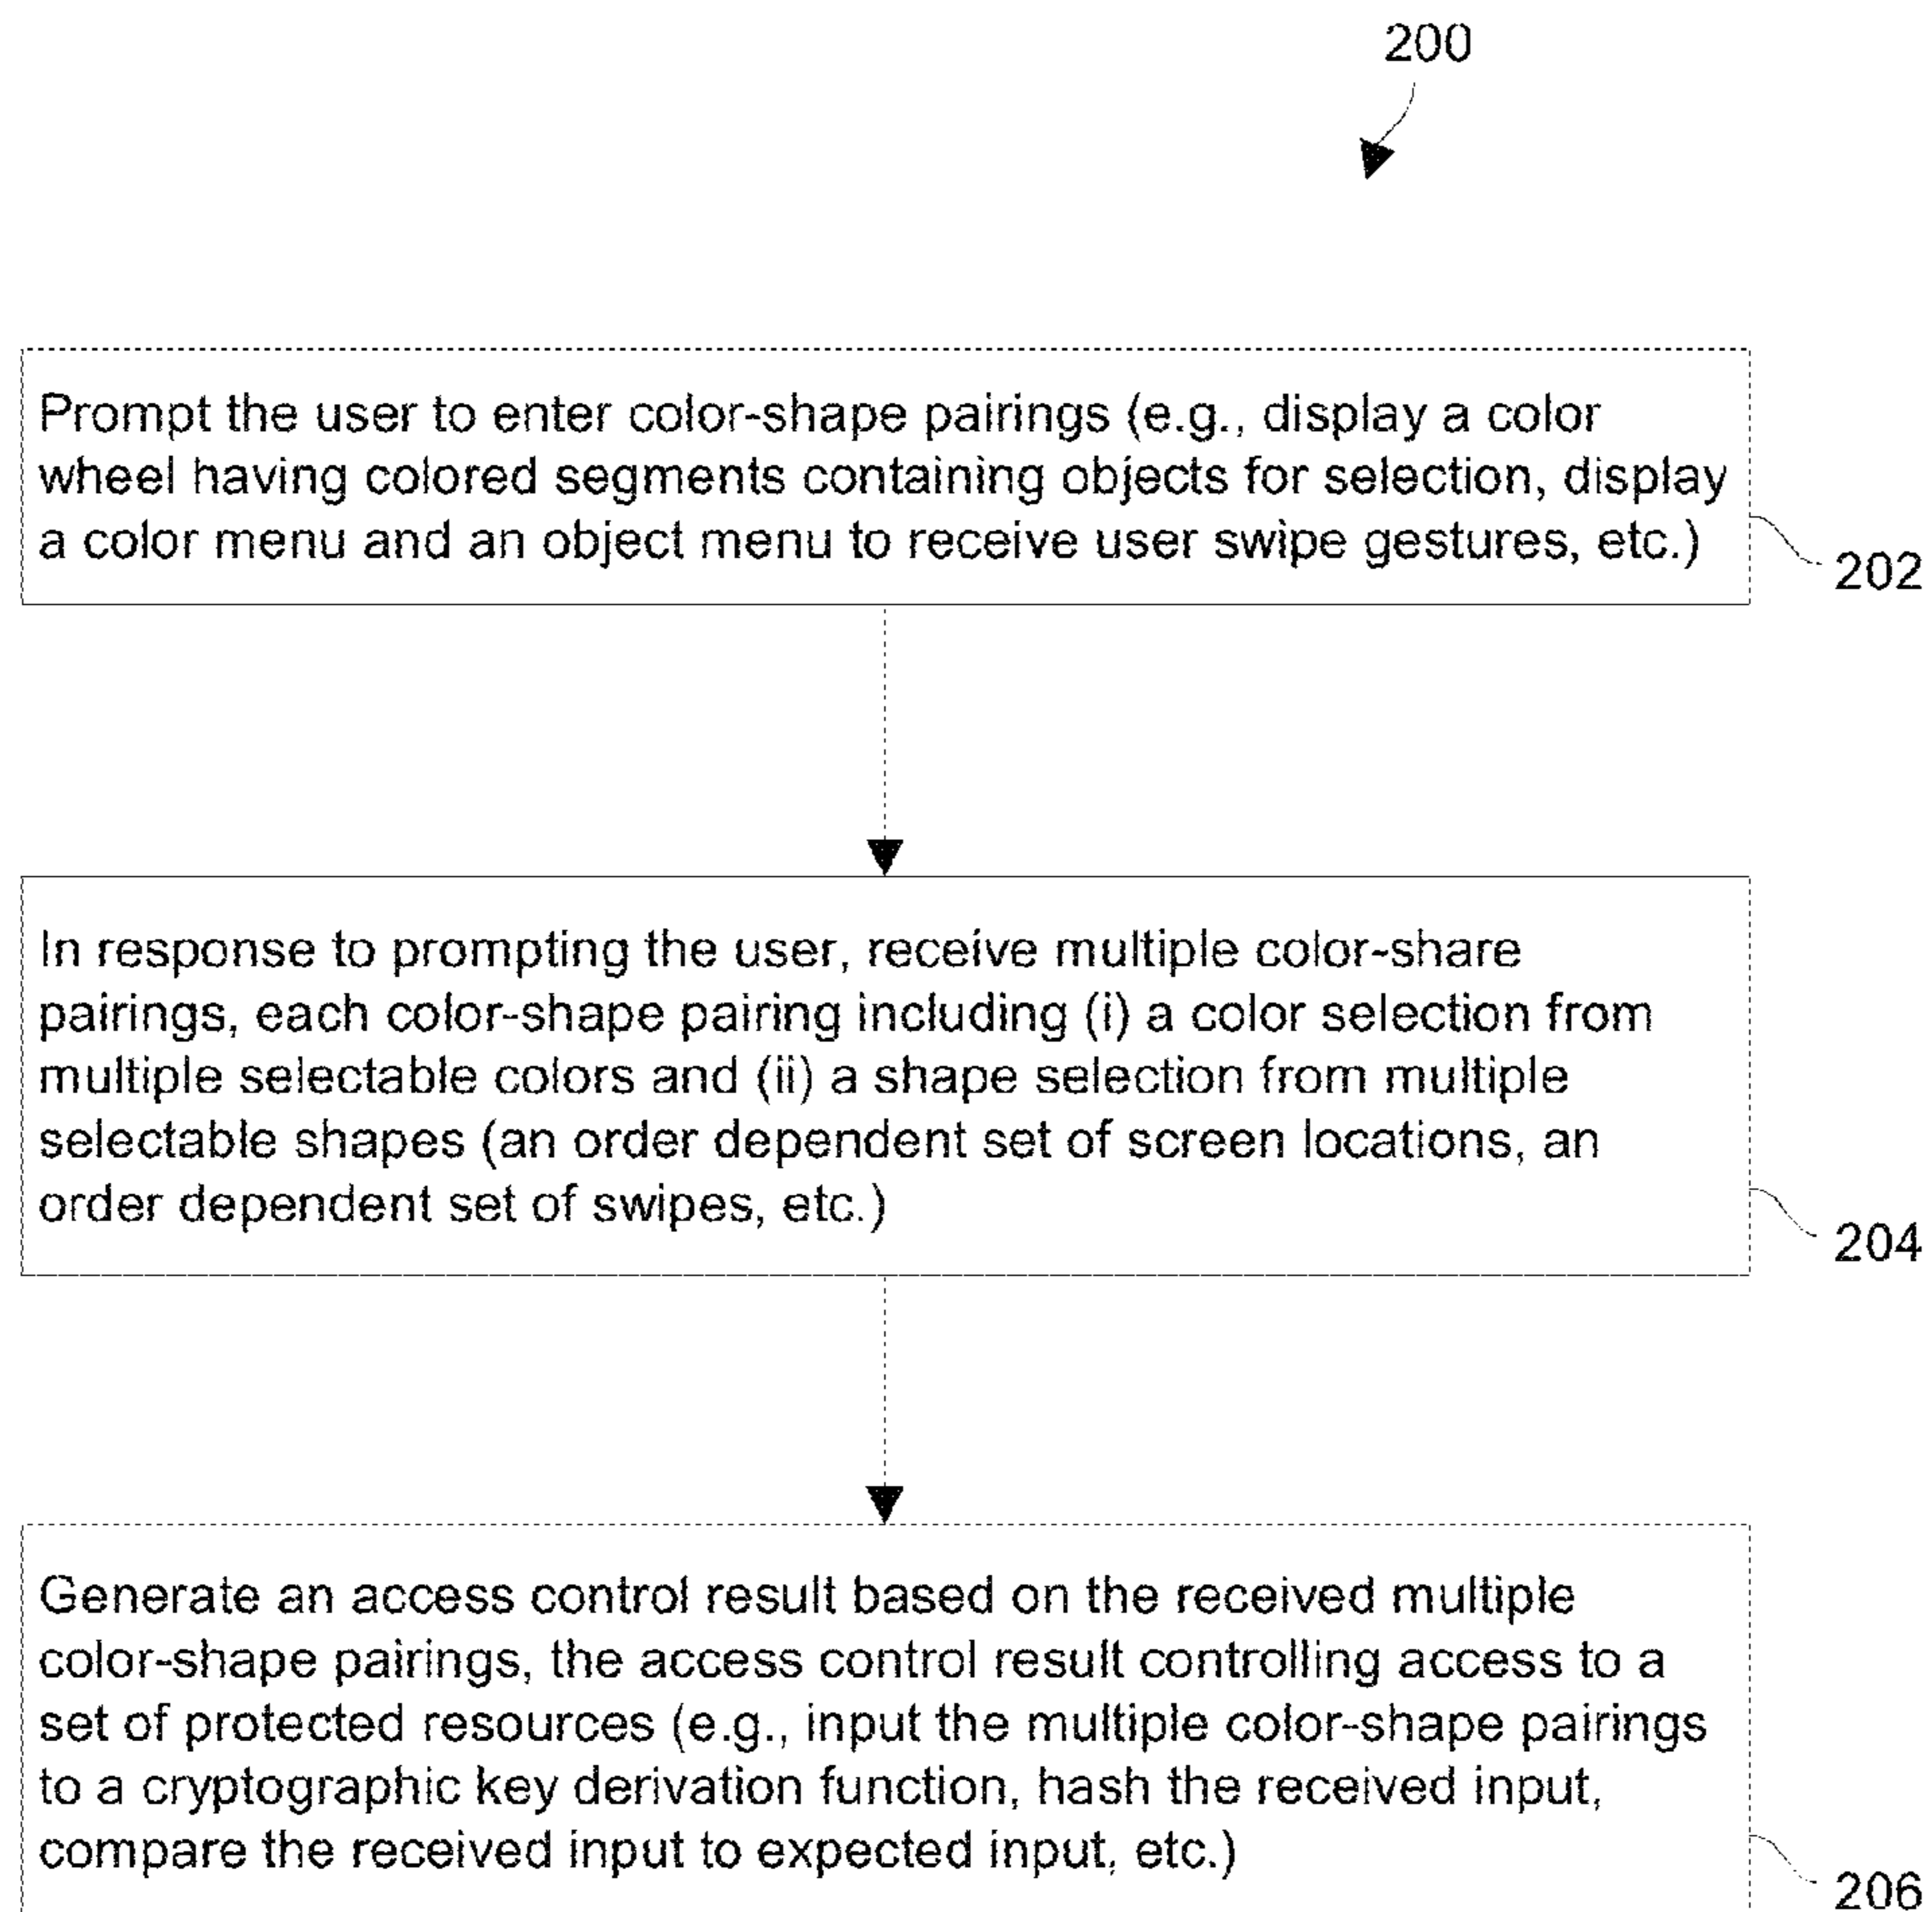 200
Prompt the user to enter color-shape pairings (e.g., display a color
wheel having colored segments containing objects for selection, display
a color menu and an object menu to receive user swipe gestures, etc.)
202
In response to prompting the user, receive multiple color-share
pairings, each color-shape pairing including (i) a color selection from
multiple selectable colors and (ii) a shape selection from multiple
selectable shapes (an order dependent set of screen locations, an
order dependent set of swipes, etc.)
204
Generate an access control result based on the received multiple
color-shape pairings, the access control result controlling access to a
set of protected resources (e.g., input the multiple color-shape pairings
to a cryptographic key derivation function, hash the received input,
compare the received input to expected input, etc.)
206